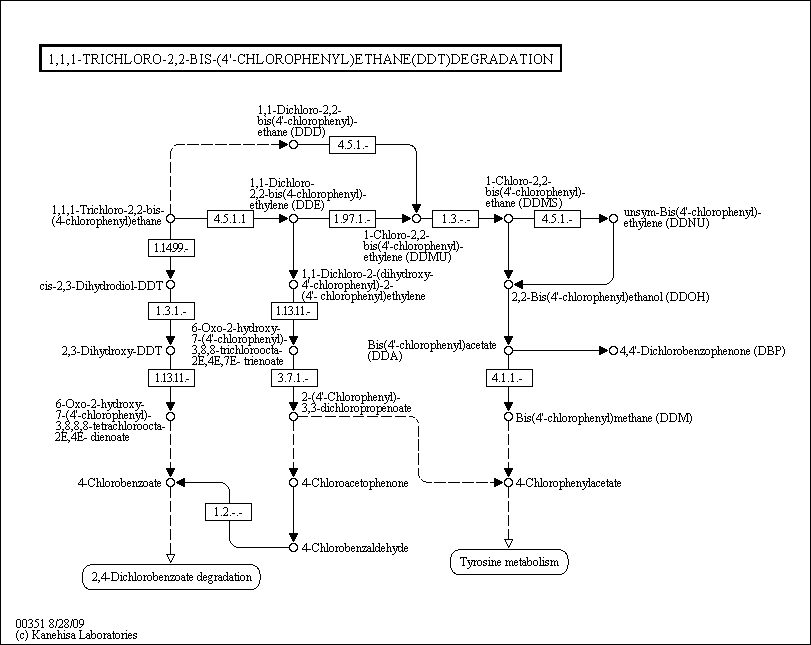 1,1,1-TRICHLORO-2,2-BIS-(4'-CHLOROPHENYL)ETHANE(DDT)DEGRADATION
1,1-Dichloro-2,2-
bis(4'-chlorophenyl)-
ethane (DDD)
4.5.1.-
1,1,1-Trichloro-2,2-bis-
(4-chlorophenyl)ethane
4.5.1.1
1,1-Dichloro-
2,2-bis(4-chlorophenyl)-
ethylene (DDE)
1.97.1.-
1-Chloro-2,2-
bis(4'-chlorophenyl)-
ethylene (DDMU)
1.3.-.-
1-Chloro-2,2-
bis(4'-chlorophenyl)-
ethane (DDMS)
4.5.1.-
unsym-Bis(4'-chlorophenyl)-
ethylene (DDNU)
1.14.99.-
cis-2,3-Dihydrodiol-DDT
1,1-Dichloro-2-(dihydroxy-
4'-chlorophenyl)-2-
(4'- chlorophenyl)ethylene
2,2-Bis(4'-chlorophenyl)ethanol (DDOH)
1.3.1.-
1.13.11.-
2,3-Dihydroxy-DDT
6-Oxo-2-hydroxy-
7-(4'-chlorophenyl)-
3,8,8-trichloroocta-
2E,4E,7E- trienoate
Bis(4'-chlorophenyl)acetate
(DDA)
4,4'-Dichlorobenzophenone (DBP)
1.13.11.-
3.7.1.-
4.1.1.-
6-Oxo-2-hydroxy-
7-(4'-chlorophenyl)-
3,8,8,8-tetrachloroocta-
2E,4E- dienoate
2-(4'-Chlorophenyl)-
3,3-dichloropropenoate
Bis(4'-chlorophenyl)methane (DDM)
4-Chlorobenzoate
4-Chloroacetophenone
4-Chlorophenylacetate
1.2.-.-
4-Chlorobenzaldehyde
2,4-Dichlorobenzoate degradation
Tyrosine metabolism
00351 8/28/09
(c) Kanehisa Laboratories